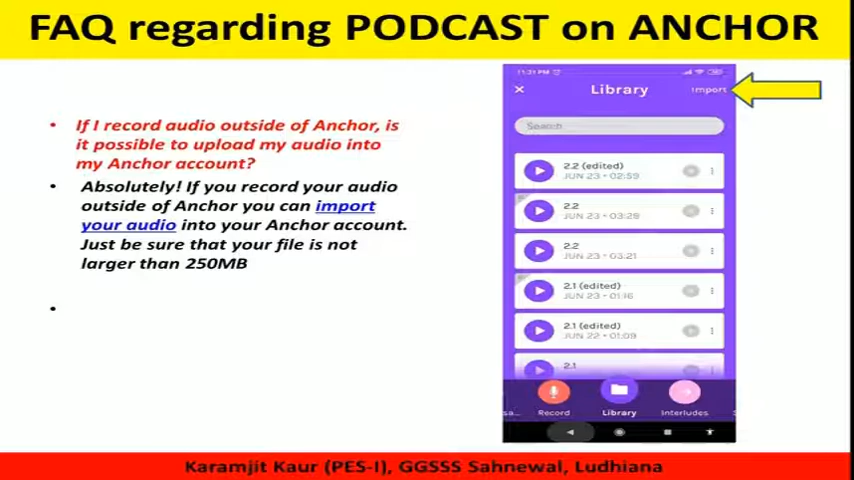 FAQ regarding PODCAST on ANCHOR
• If I record audio outside of Anchor, is
it possible to upload my audio into
my Anchor account?
• Absolutely! If you record your audio
outside of Anchor you can import
your audio into your Anchor account.
Just be sure that your file is not
larger than 250MB
•
11:31 PM
× Library Import
Search
2.2 (edited)
JUN 23 • 02:59
2.2
JUN 23 • 03:28
2.2
JUN 23 • 03:21
2.1 (edited)
JUN 23 • 01:16
2.1 (edited)
JUN 22 • 01:09
2.1
Record Library Interludes
Karamjit Kaur (PES-I), GGSSS Sahnewal, Ludhiana